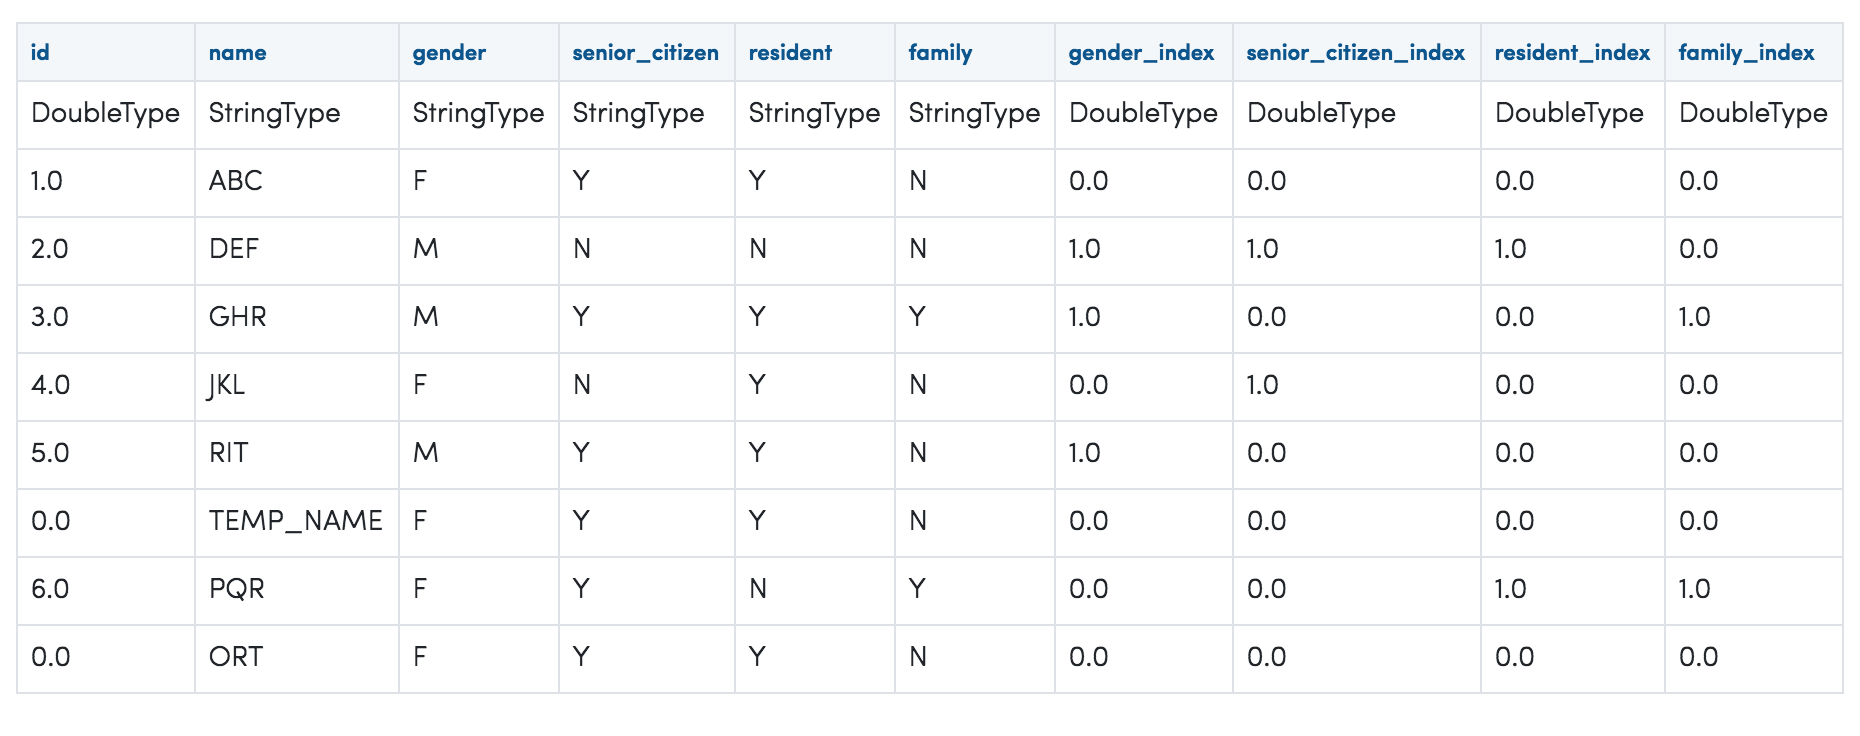 id name gender senior_citizen resident family gender_index senior_citizen_index resident_index family_index
DoubleType StringType StringType StringType StringType StringType DoubleType DoubleType DoubleType DoubleType
1.0 ABC F Y Y N 0.0 0.0 0.0 0.0
2.0 DEF M N N N 1.0 1.0 1.0 0.0
3.0 GHR M Y Y Y 1.0 0.0 0.0 1.0
4.0 JKL F N Y N 0.0 1.0 0.0 0.0
5.0 RIT M Y Y N 1.0 0.0 0.0 0.0
0.0 TEMP_NAME F Y Y N 0.0 0.0 0.0 0.0
6.0 PQR F Y N Y 0.0 0.0 1.0 1.0
0.0 ORT F Y Y N 0.0 0.0 0.0 0.0